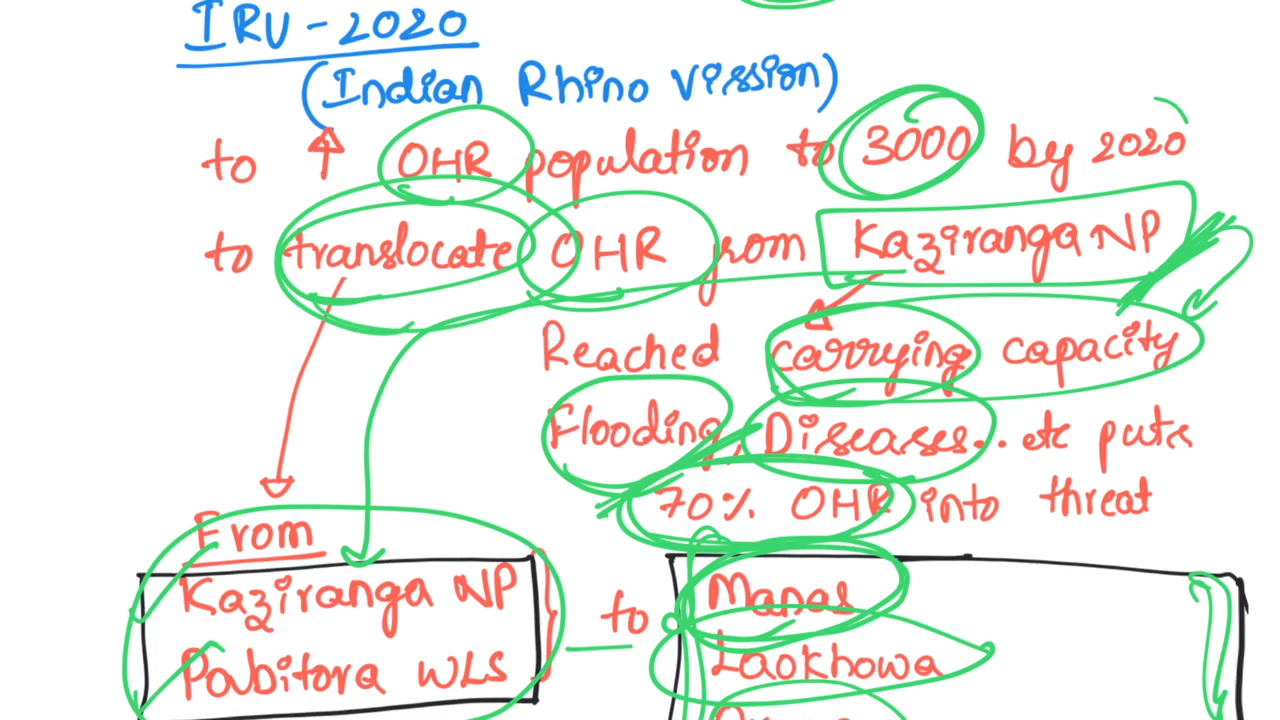 IRV-2020
(Indian Rhino Vission)
to ↑ OHR population to 3000 by 2020
to translocate OHR from Kaziranga NP
Reached carrying capacity
Flooding, Diseases... etc puts
70% OHR into threat
From
Kaziranga NP
Pabitora WLS
to
Manas
Laokhowa